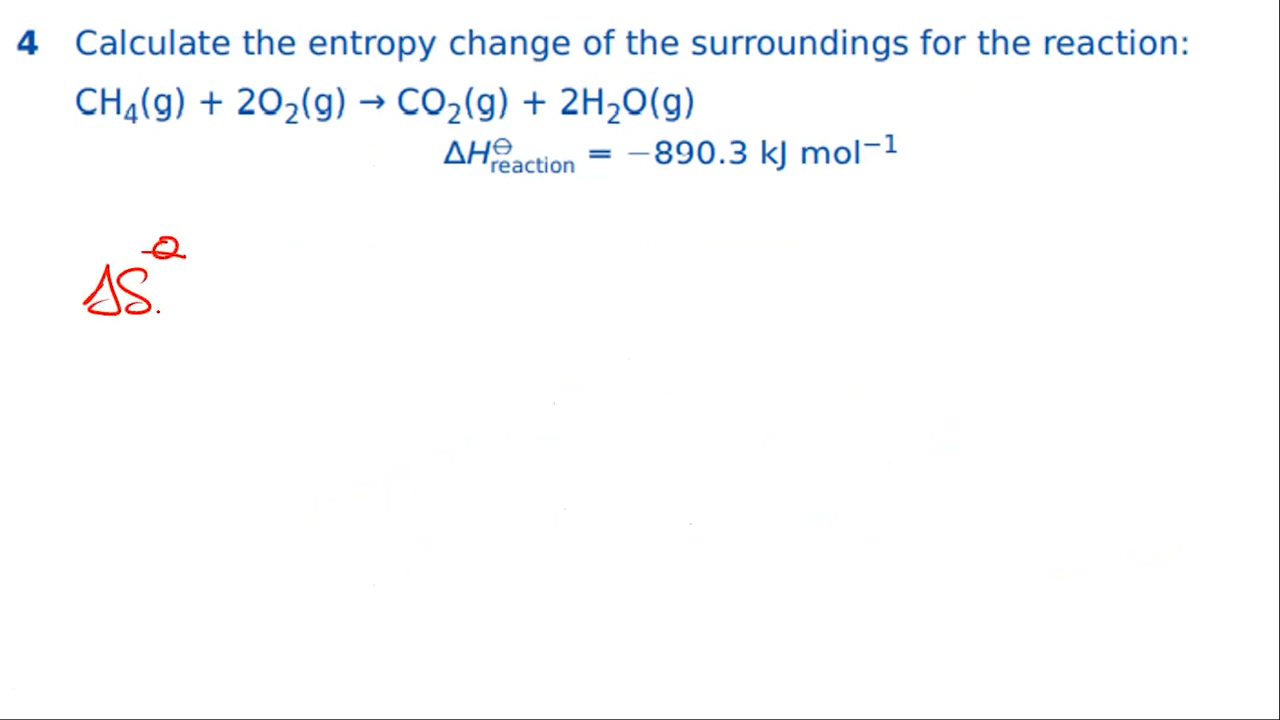 4 Calculate the entropy change of the surroundings for the reaction:
CH₄(g) + 2O₂(g) → CO₂(g) + 2H₂O(g)
ΔH⦵reaction = −890.3 kJ mol⁻¹
ΔS⦵